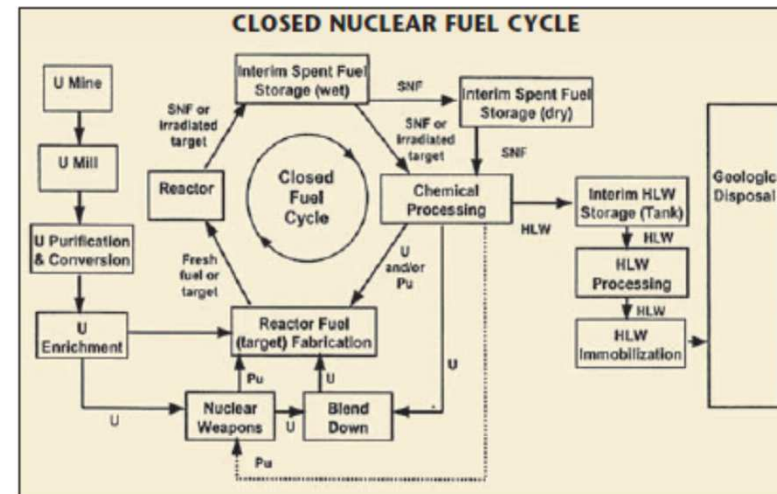 CLOSED NUCLEAR FUEL CYCLE
U Mine
U Mill
U Purification
& Conversion
U
Enrichment
U
Interim Spent Fuel
Storage (wet)
SNF
Interim Spent Fuel
Storage (dry)
SNF or
irradiated
target
SNF or
irradiated
target
SNF
Reactor
Closed
Fuel
Cycle
Chemical
Processing
HLW
Fresh
fuel or
target
U
and/or
Pu
Reactor Fuel
(target) Fabrication
Pu
U
U
Nuclear
Weapons
U
Blend
Down
Pu
Interim HLW
Storage (Tank)
HLW
HLW
Processing
HLW
HLW
Immobilization
Geologic
Disposal